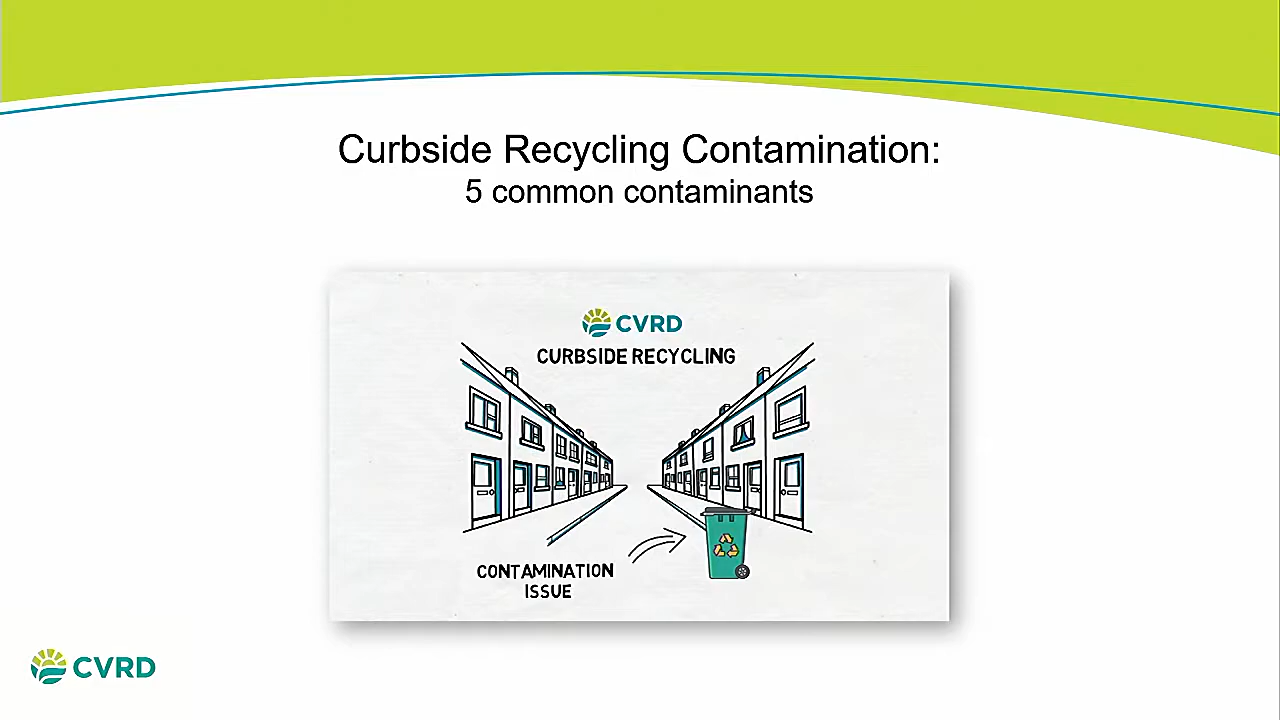 Curbside Recycling Contamination:
5 common contaminants
CVRD
CURBSIDE RECYCLING
CONTAMINATION
ISSUE
CVRD